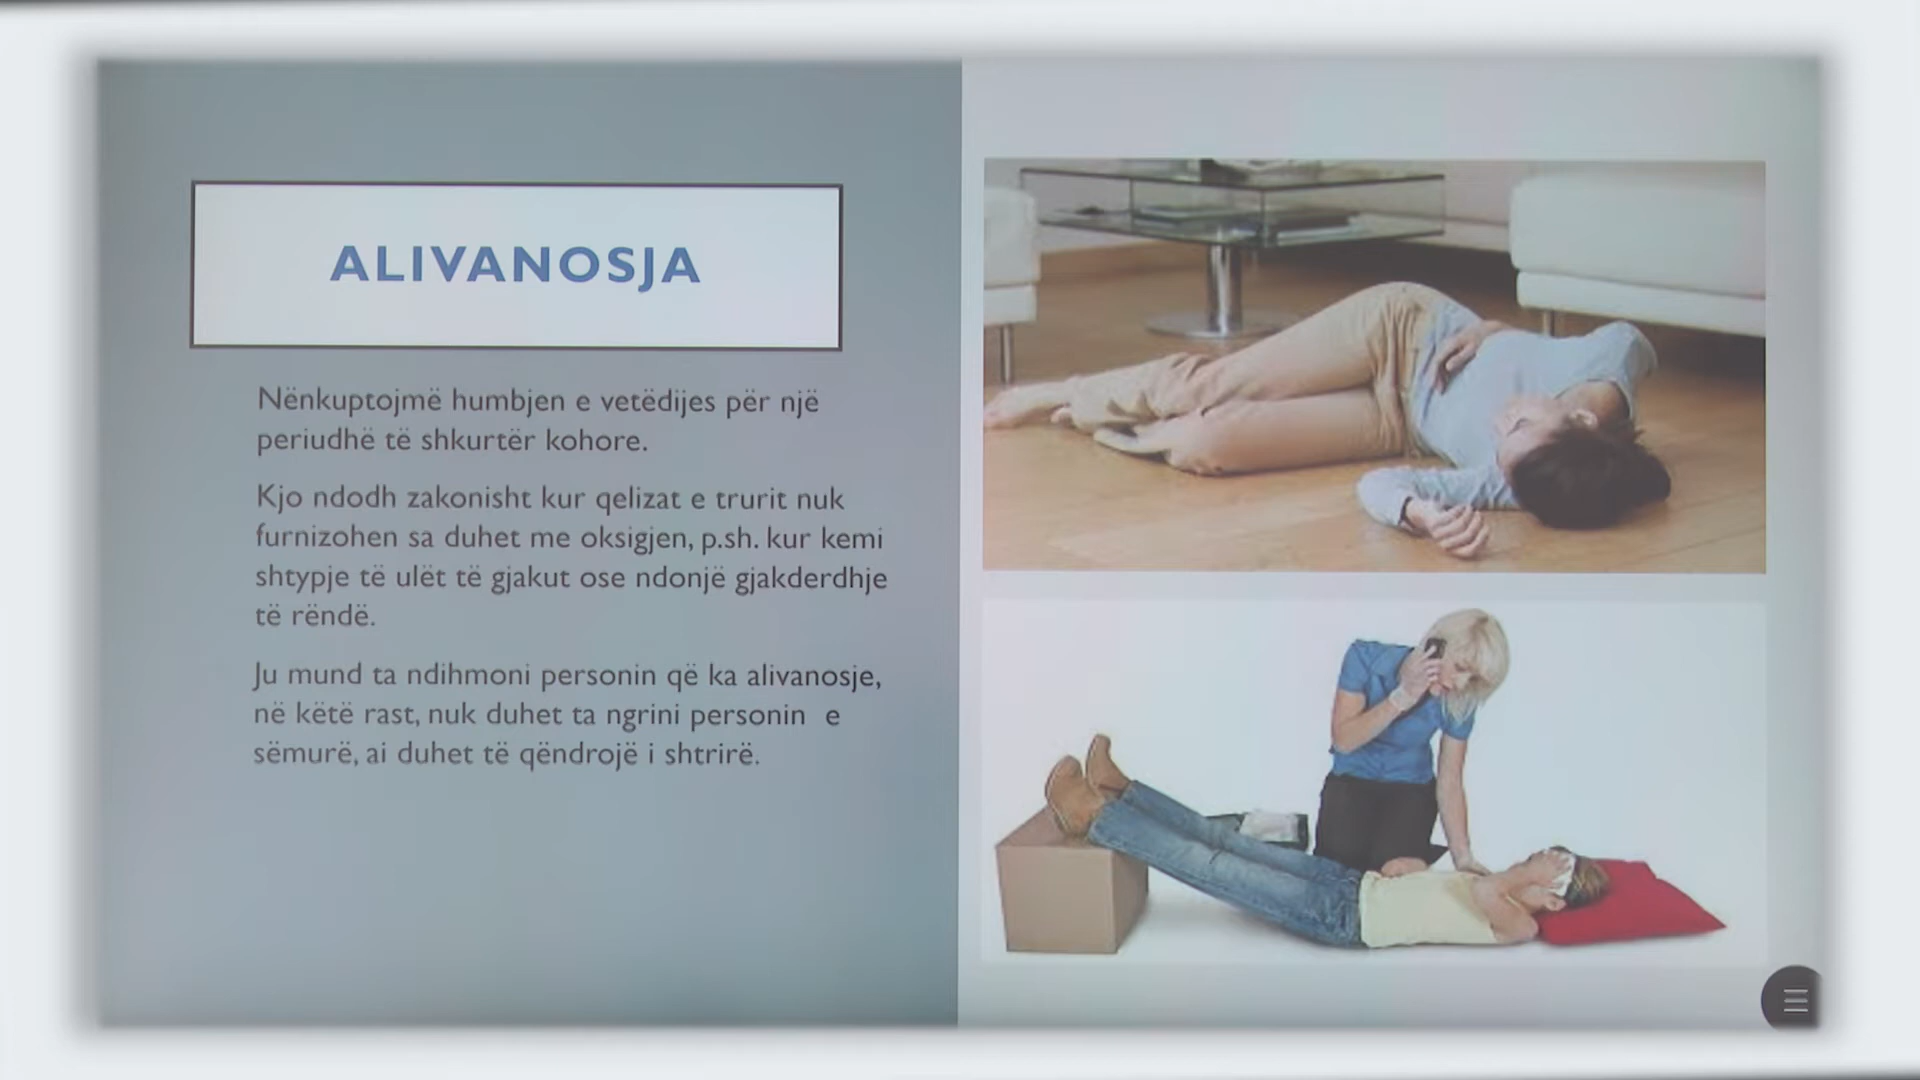 ALIVANOSJA
Nënkuptojmë humbjen e vetëdijes për një
periudhë të shkurtër kohore.
Kjo ndodh zakonisht kur qelizat e trurit nuk
furnizohen sa duhet me oksigjen, p.sh. kur kemi
shtypje të ulët të gjakut ose ndonjë gjakderdhje
të rëndë.
Ju mund ta ndihmoni personin që ka alivanosje,
në këtë rast, nuk duhet ta ngrini personin e
sëmurë, ai duhet të qëndrojë i shtrirë.